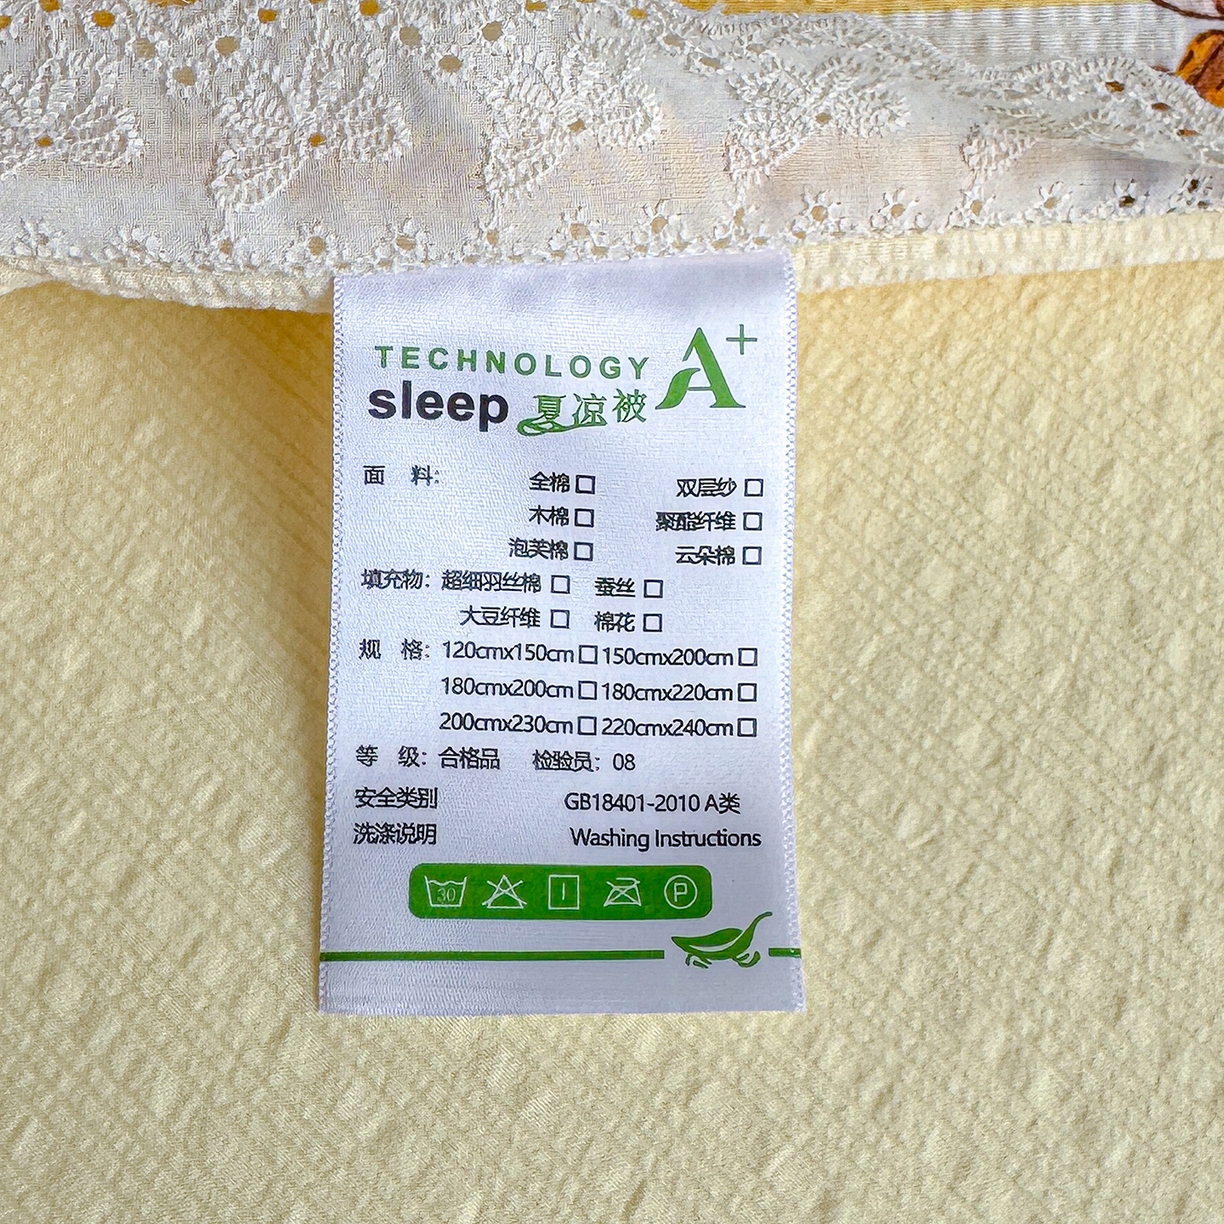 TECHNOLOGY A+
sleep 夏凉被
面 料: 全棉□ 双层纱□
木棉□ 聚酯纤维□
泡芙棉□ 云朵棉□
填充物: 超细羽丝棉□ 蚕丝□
大豆纤维□ 棉花□
规 格: 120cmx150cm□150cmx200cm□
180cmx200cm□180cmx220cm□
200cmx230cm□220cmx240cm□
等 级: 合格品 检验员: 08
安全类别 GB18401-2010 A类
洗涤说明 Washing Instructions
30 P